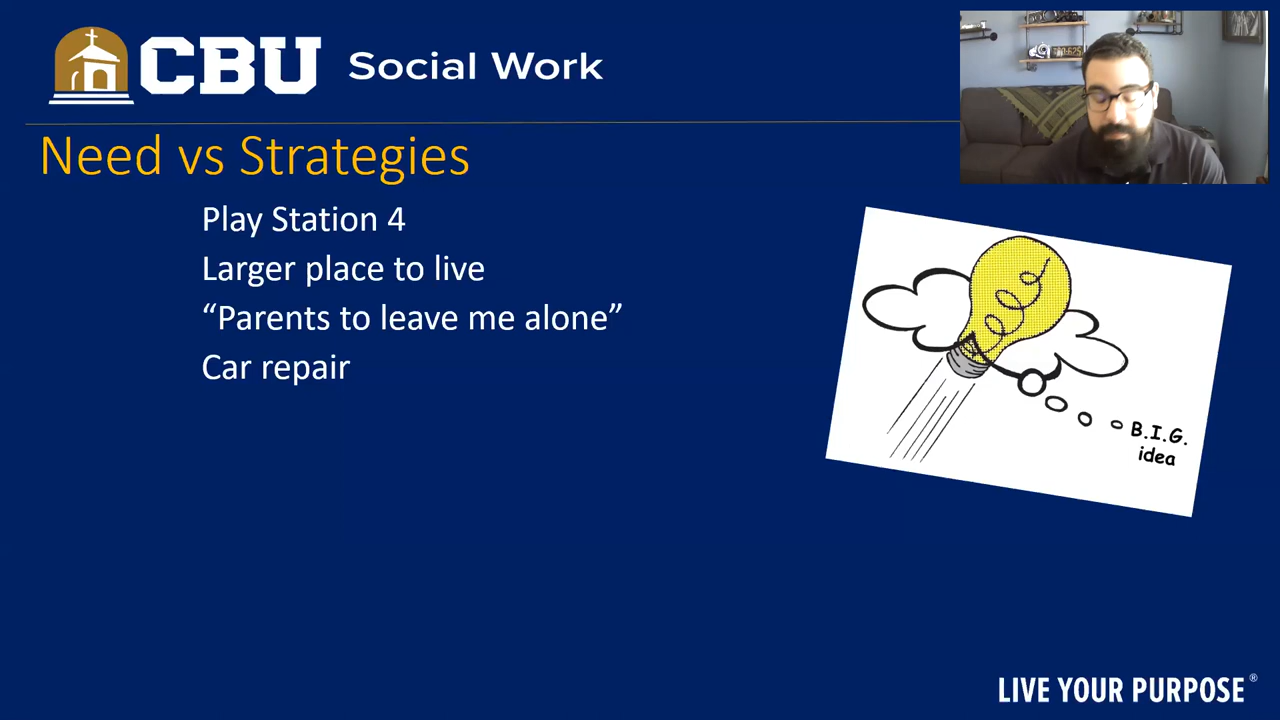 CBU Social Work
Need vs Strategies
Play Station 4
Larger place to live
“Parents to leave me alone”
Car repair
B.I.G.
idea
LIVE YOUR PURPOSE®